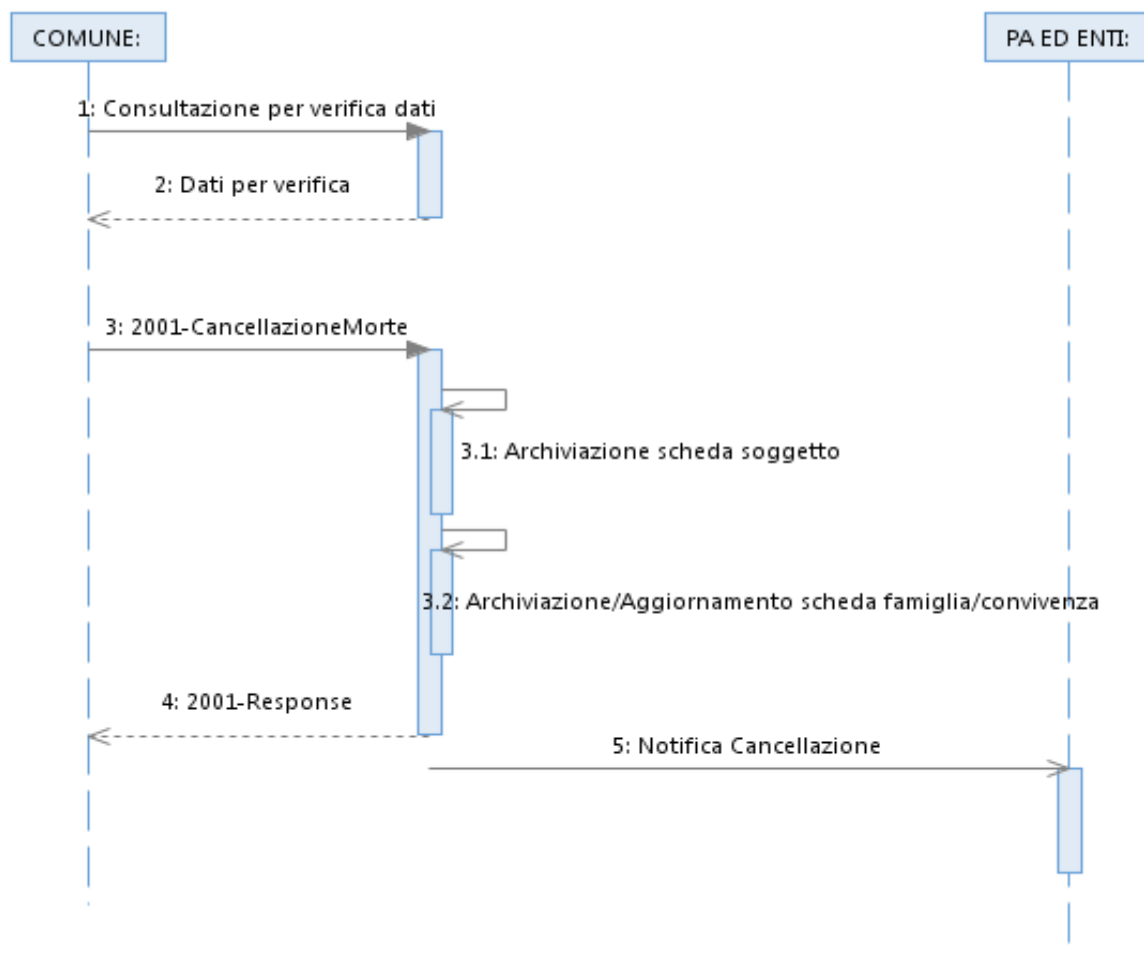 COMUNE:
PA ED ENTI:
1: Consultazione per verifica dati
2: Dati per verifica
3: 2001-CancellazioneMorte
3.1: Archiviazione scheda soggetto
3.2: Archiviazione/Aggiornamento scheda famiglia/convivenza
4: 2001-Response
5: Notifica Cancellazione